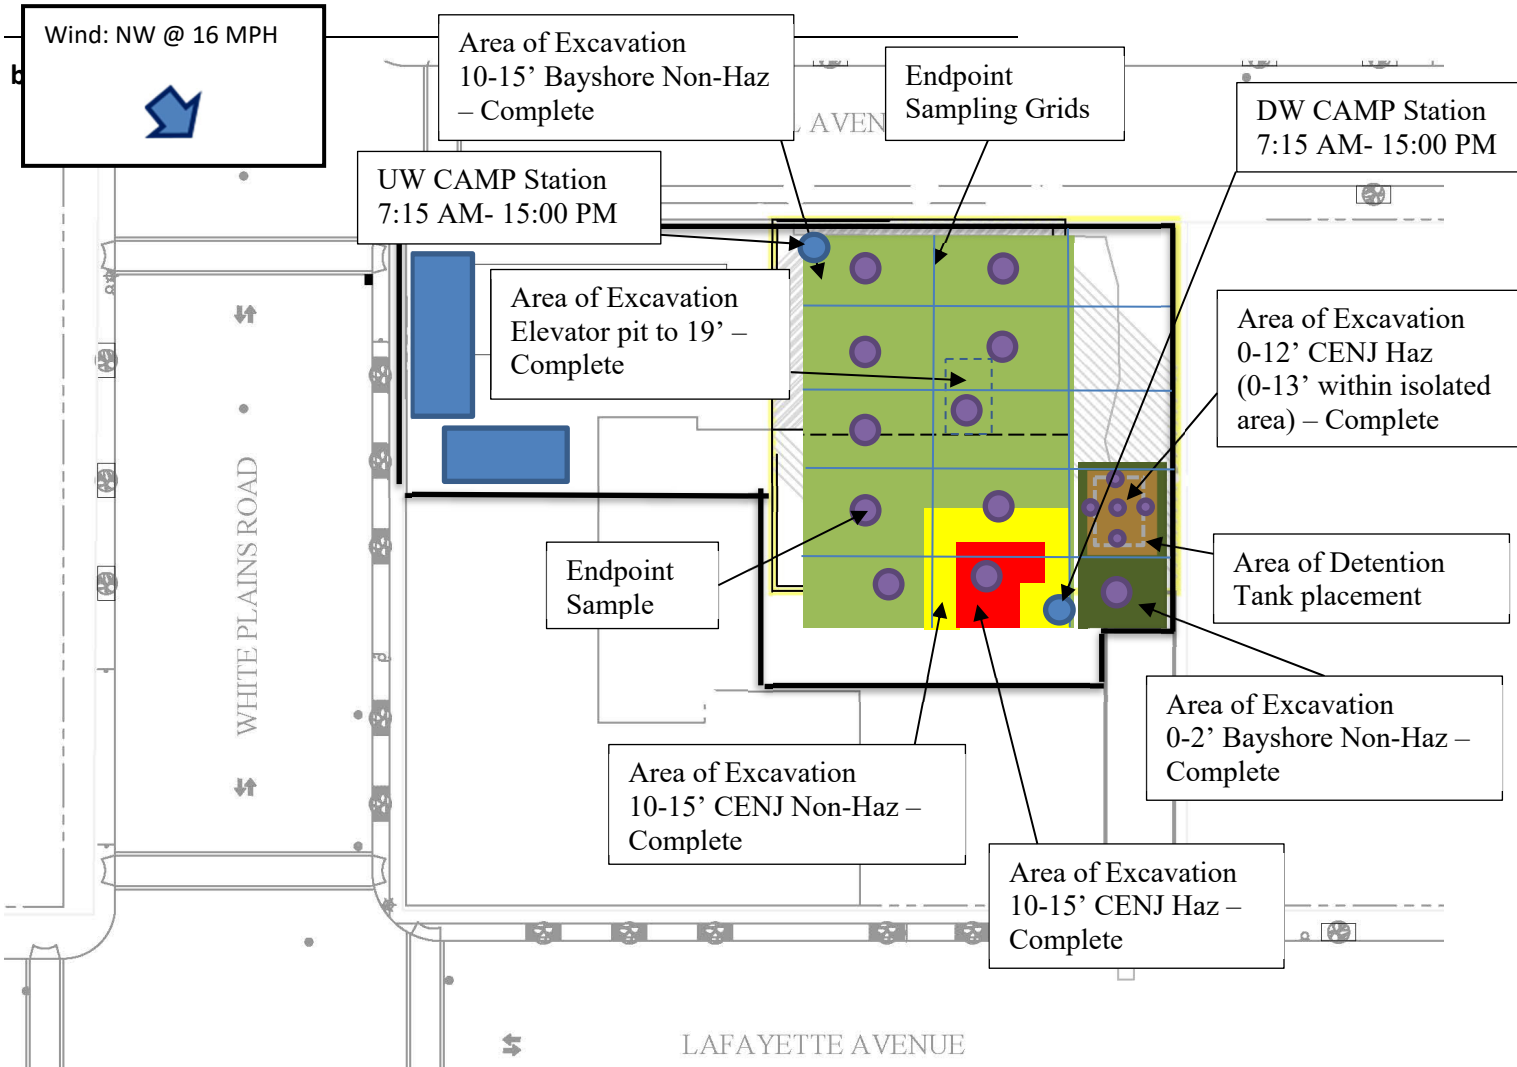 Wind: NW @ 16 MPH
b
Area of Excavation
10-15’ Bayshore Non-Haz
– Complete
Endpoint
Sampling Grids
L AVEN
DW CAMP Station
7:15 AM- 15:00 PM
UW CAMP Station
7:15 AM- 15:00 PM
Area of Excavation
Elevator pit to 19’ –
Complete
Area of Excavation
0-12’ CENJ Haz
(0-13’ within isolated
area) – Complete
WHITE PLAINS ROAD
Endpoint
Sample
Area of Detention
Tank placement
Area of Excavation
0-2’ Bayshore Non-Haz –
Complete
Area of Excavation
10-15’ CENJ Non-Haz –
Complete
Area of Excavation
10-15’ CENJ Haz –
Complete
LAFAYETTE AVENUE